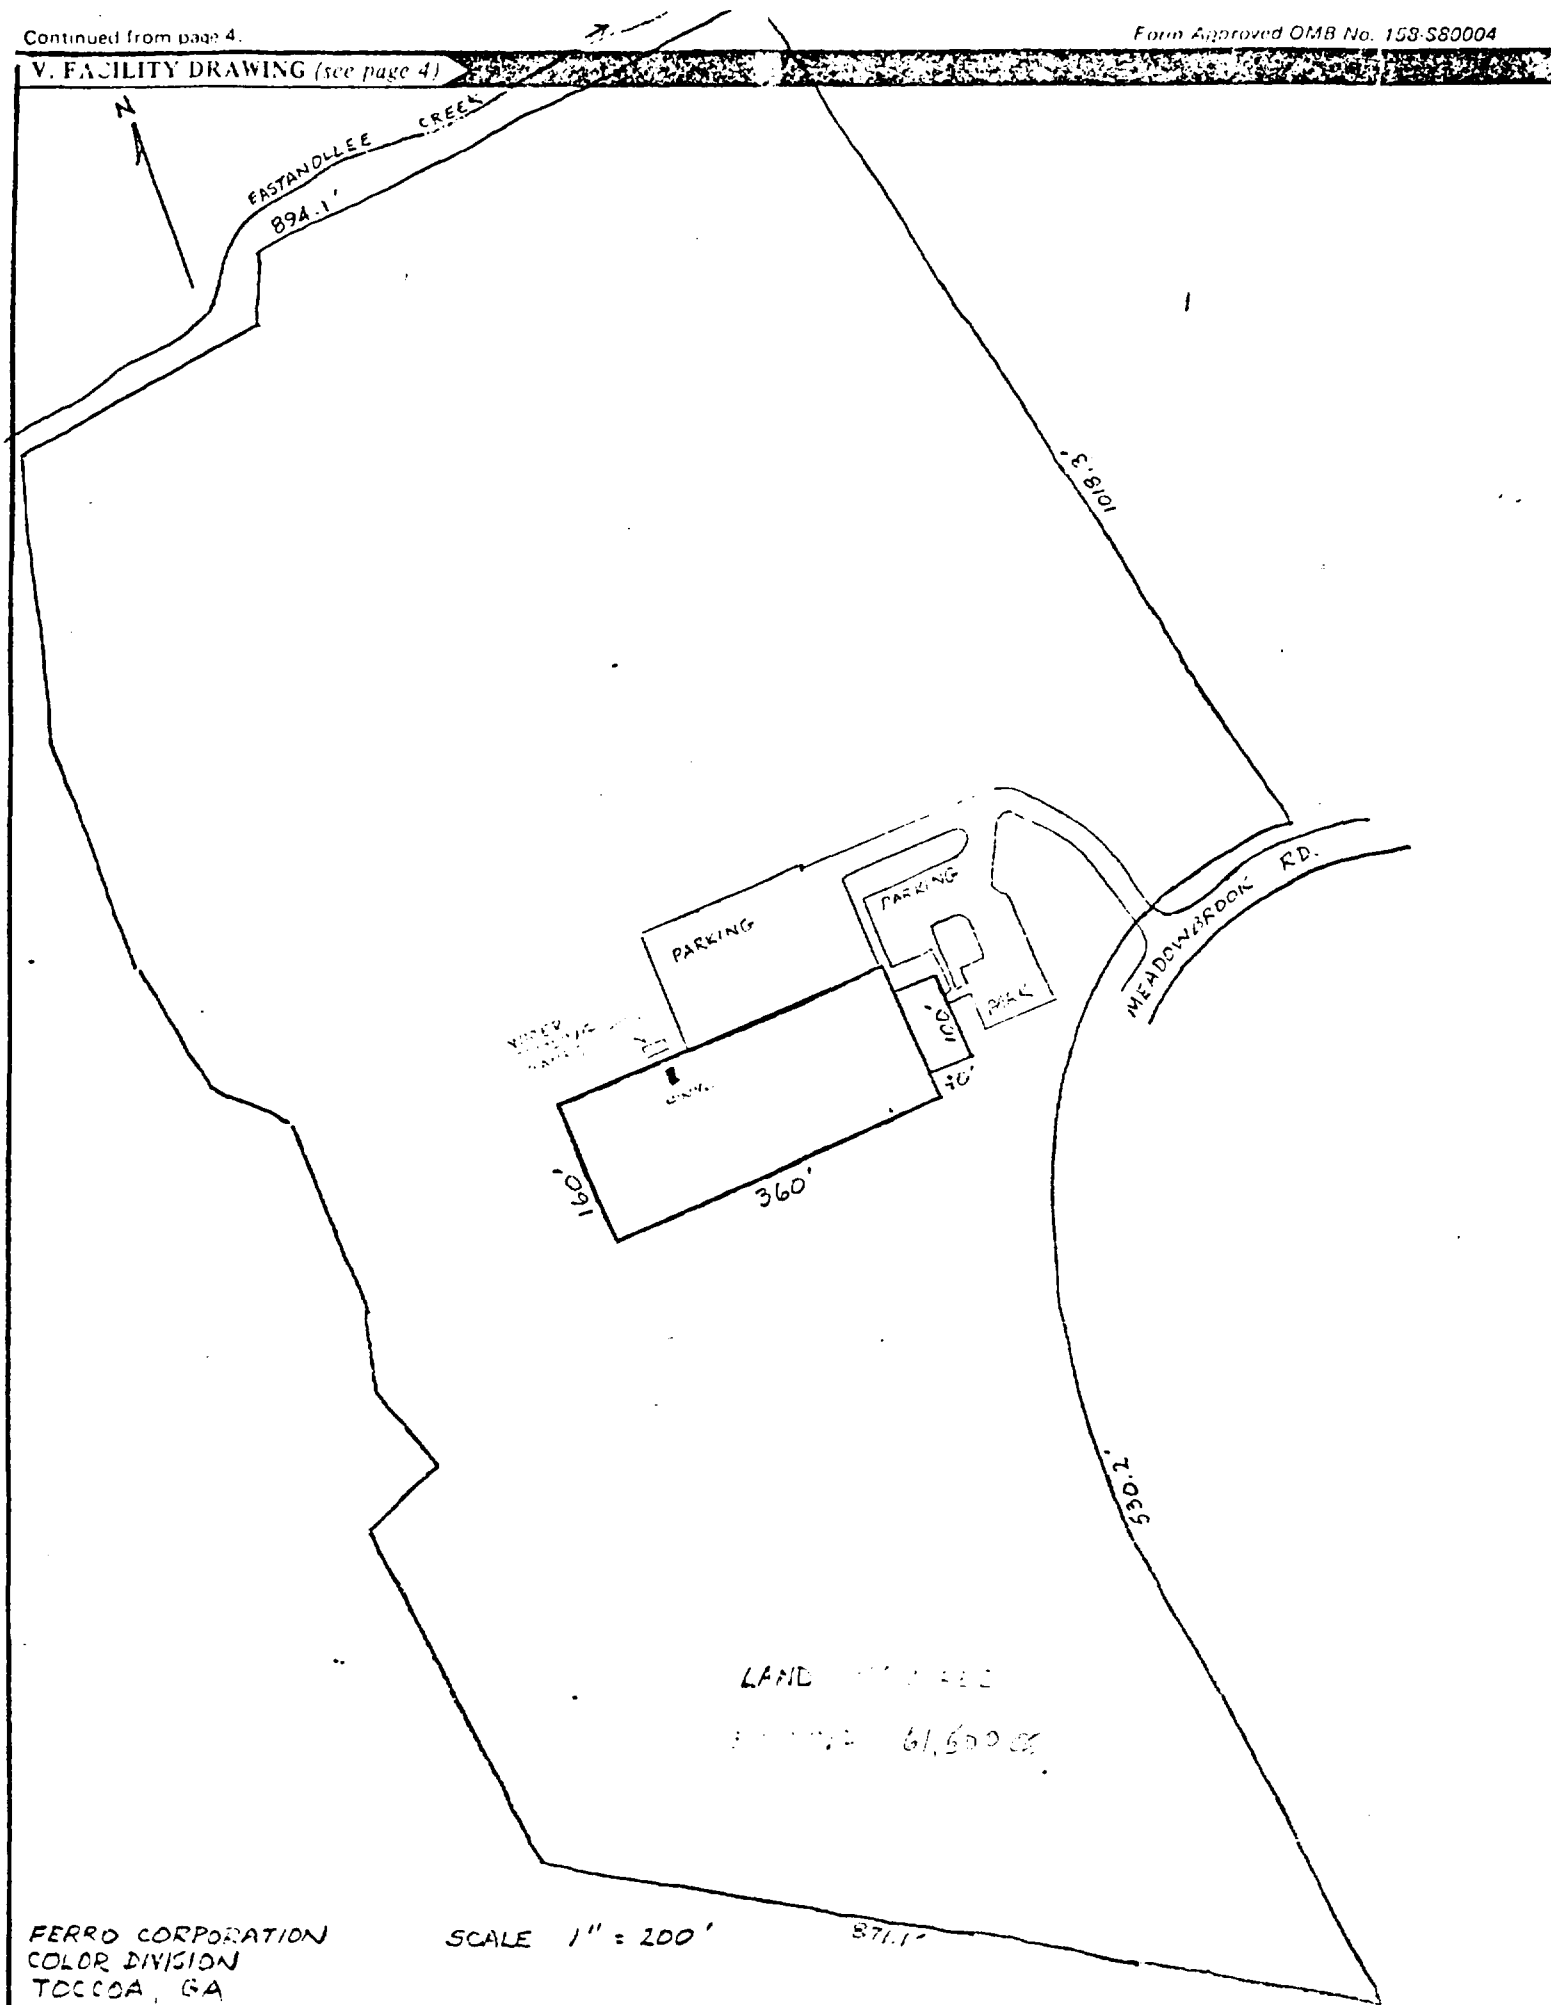 Continued from page 4.
Form Approved OMB No. 158-S80004
V. FACILITY DRAWING (see page 4)
N
EASTANOLLEE CREEK
894.1'
1018.3'
MEADOWBROOK RD.
PARKING
PARKING
PARK
100'
40'
160'
360'
530.2'
LAND
61,600
871.1'
SCALE 1" = 200'
FERRO CORPORATION
COLOR DIVISION
TOCCOA, GA